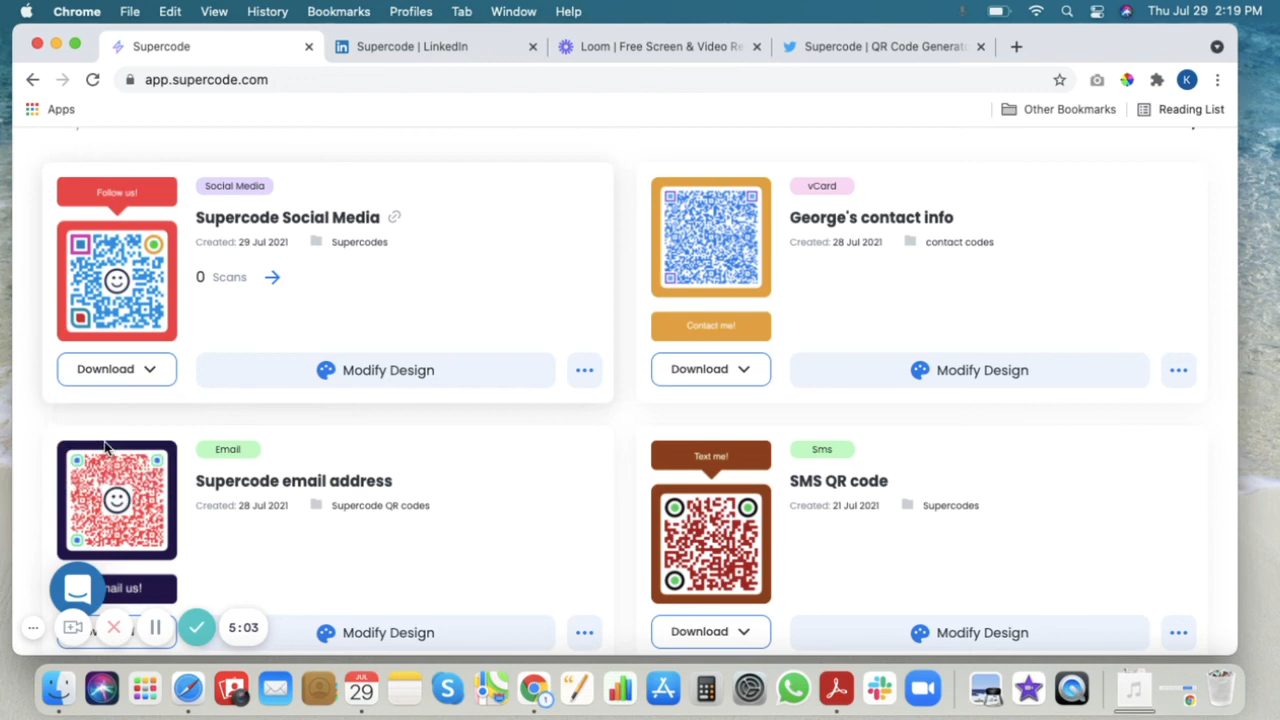 Chrome File Edit View History Bookmarks Profiles Tab Window Help Thu Jul 29 2:19 PM
Supercode Supercode | LinkedIn Loom | Free Screen & Video Re Supercode | QR Code Generato
app.supercode.com K
Apps Other Bookmarks Reading List
Follow us!
Social Media
Supercode Social Media
Created: 29 Jul 2021 Supercodes
0 Scans
Download Modify Design
vCard
George's contact info
Created: 28 Jul 2021 contact codes
Contact me!
Download Modify Design
Email
Supercode email address
Created: 28 Jul 2021 Supercode QR codes
ail us!
Modify Design
Text me!
Sms
SMS QR code
Created: 21 Jul 2021 Supercodes
Download Modify Design
5:03
JUL
29
1